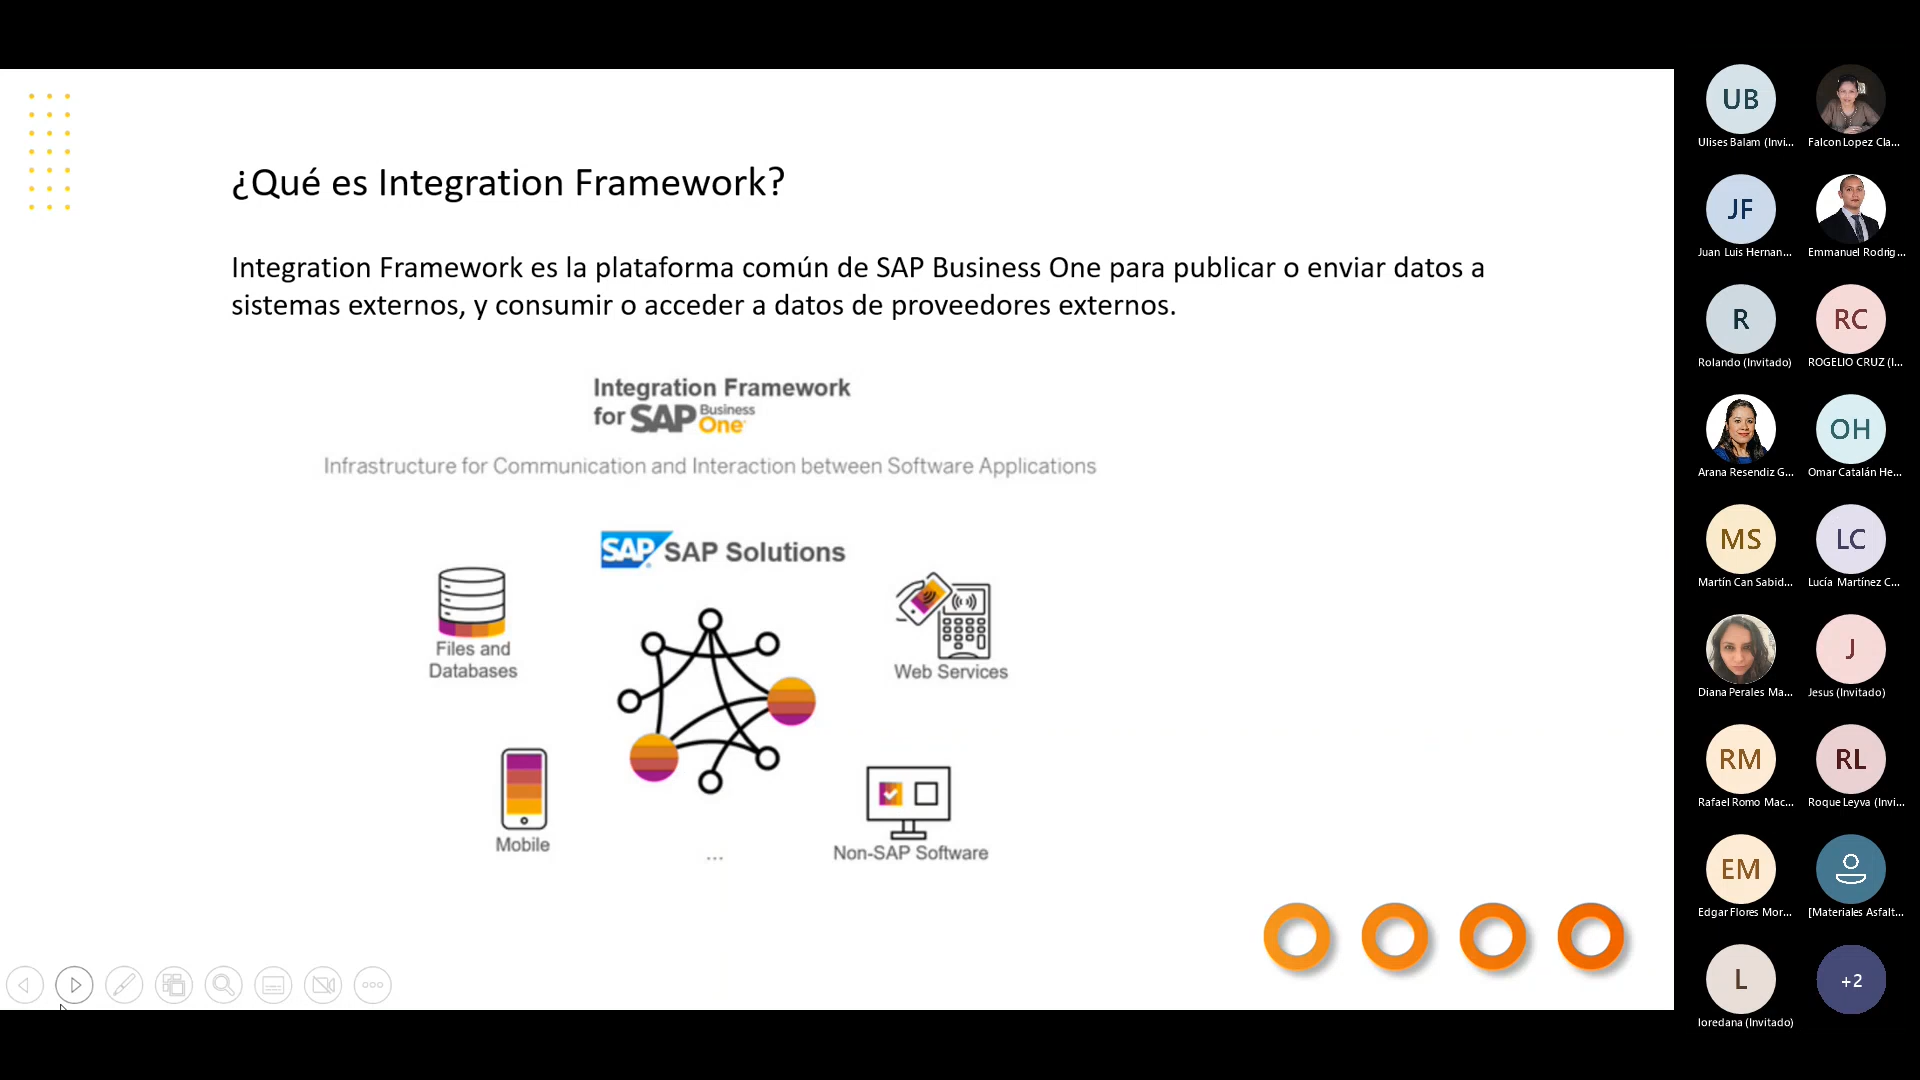 ¿Qué es Integration Framework?
Integration Framework es la plataforma común de SAP Business One para publicar o enviar datos a
sistemas externos, y consumir o acceder a datos de proveedores externos.
Integration Framework
for SAP Business One
Infrastructure for Communication and Interaction between Software Applications
SAP SAP Solutions
Files and
Databases
Web Services
Mobile
...
Non-SAP Software
UB
Ulises Balam (Invi...
Falcon Lopez Cla...
JF
Juan Luis Hernan...
Emmanuel Rodrig...
R
Rolando (Invitado)
RC
ROGELIO CRUZ (I...
Arana Resendiz G...
OH
Omar Catalán He...
MS
Martín Can Sabid...
LC
Lucía Martínez C...
Diana Perales Ma...
J
Jesus (Invitado)
RM
Rafael Romo Mac...
RL
Roque Leyva (Invi...
EM
Edgar Flores Mor...
[Materiales Asfalt...
L
loredana (Invitado)
+2